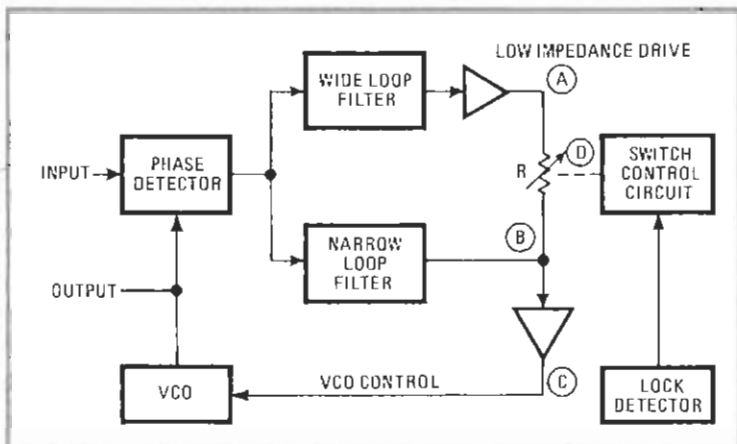 LOW IMPEDANCE DRIVE
WIDE LOOP
FILTER
A
INPUT
PHASE
DETECTOR
R
D
SWITCH
CONTROL
CIRCUIT
B
NARROW
LOOP
FILTER
OUTPUT
VCO
VCO CONTROL
C
LOCK
DETECTOR